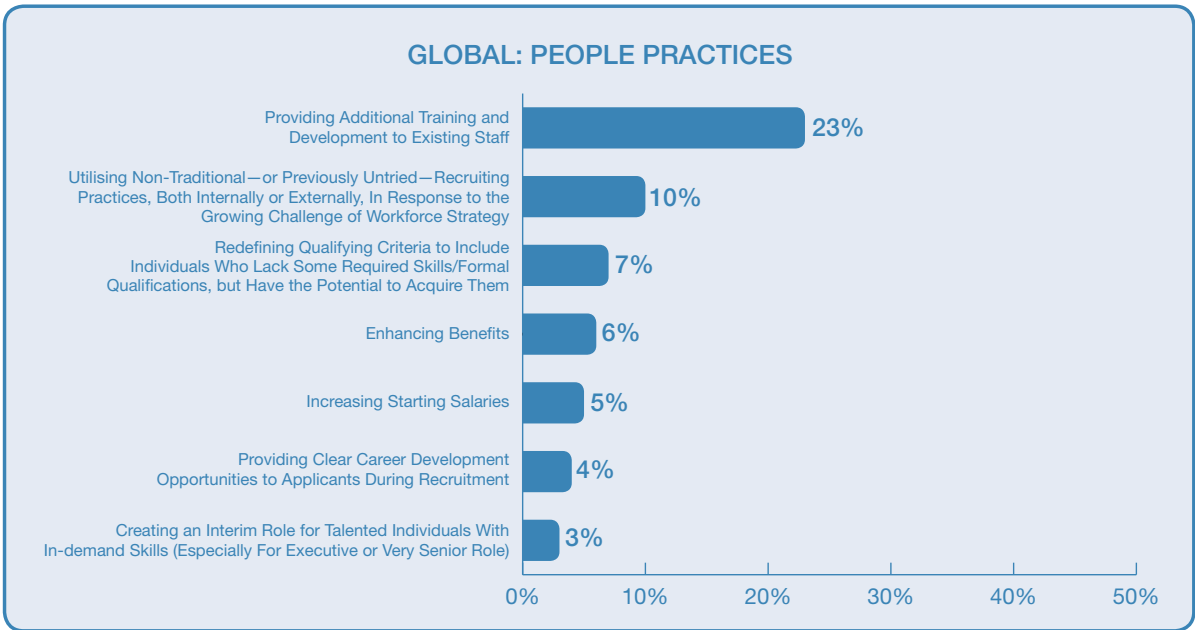 GLOBAL: PEOPLE PRACTICES
Providing Additional Training and
Development to Existing Staff
23%
Utilising Non-Traditional—or Previously Untried—Recruiting
Practices, Both Internally or Externally, In Response to the
Growing Challenge of Workforce Strategy
10%
Redefining Qualifying Criteria to Include
Individuals Who Lack Some Required Skills/Formal
Qualifications, but Have the Potential to Acquire Them
7%
Enhancing Benefits
6%
Increasing Starting Salaries
5%
Providing Clear Career Development
Opportunities to Applicants During Recruitment
4%
Creating an Interim Role for Talented Individuals With
In-demand Skills (Especially For Executive or Very Senior Role)
3%
0% 10% 20% 30% 40% 50%